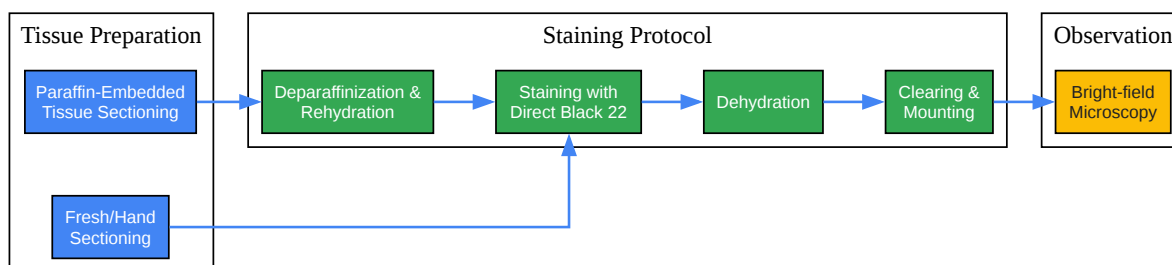 Tissue Preparation
Staining Protocol
Observation
Paraffin-Embedded
Tissue Sectioning
Deparaffinization &
Rehydration
Staining with
Direct Black 22
Dehydration
Clearing &
Mounting
Bright-field
Microscopy
Fresh/Hand
Sectioning